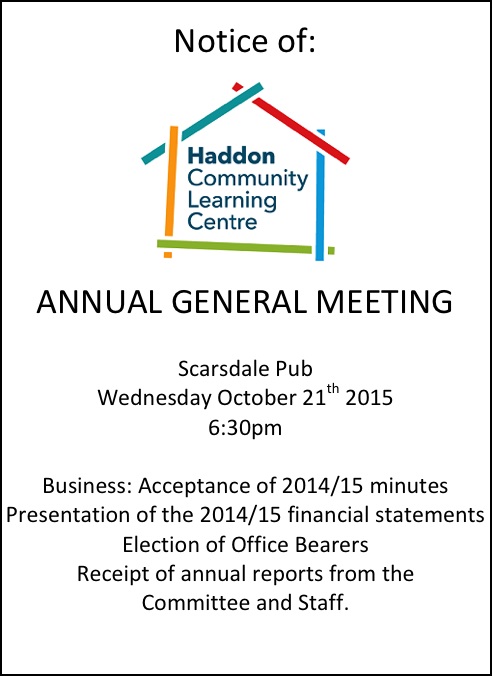 Notice of:
Haddon
Community
Learning
Centre
ANNUAL GENERAL MEETING
Scarsdale Pub
Wednesday October 21th 2015
6:30pm
Business: Acceptance of 2014/15 minutes
Presentation of the 2014/15 financial statements
Election of Office Bearers
Receipt of annual reports from the
Committee and Staff.